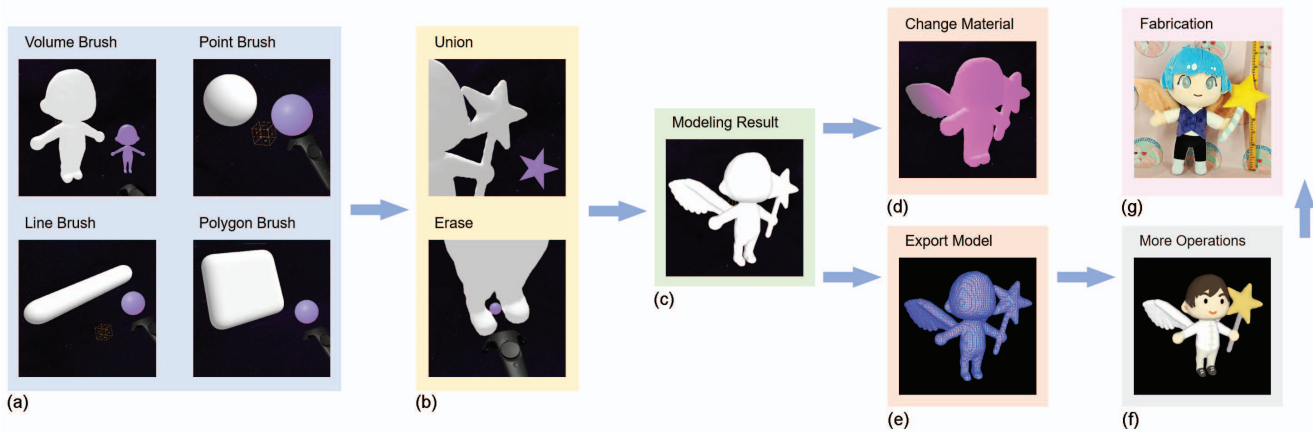 Volume Brush
Point Brush
Line Brush
Polygon Brush
(a)
Union
Erase
(b)
Modeling Result
(c)
Change Material
(d)
Export Model
(e)
More Operations
(f)
Fabrication
(g)